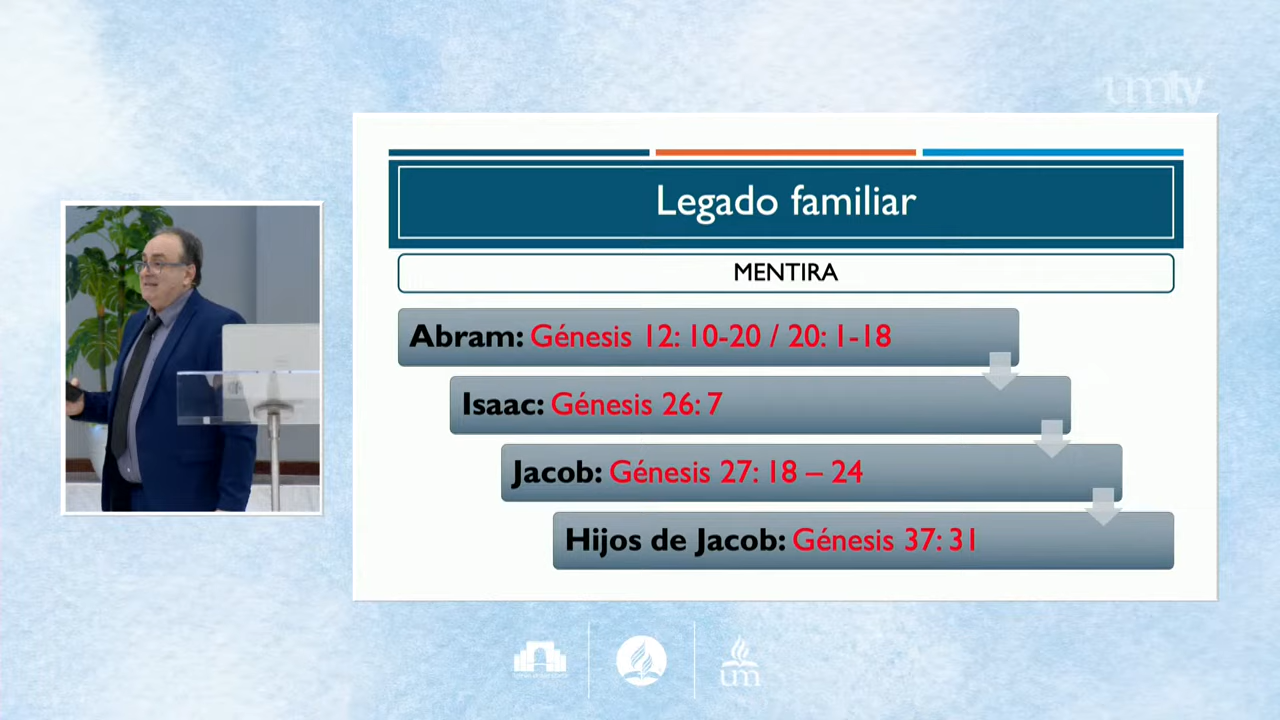 umtv
Legado familiar
MENTIRA
Abram: Génesis 12: 10-20 / 20: 1-18
Isaac: Génesis 26: 7
Jacob: Génesis 27: 18 – 24
Hijos de Jacob: Génesis 37: 31
um